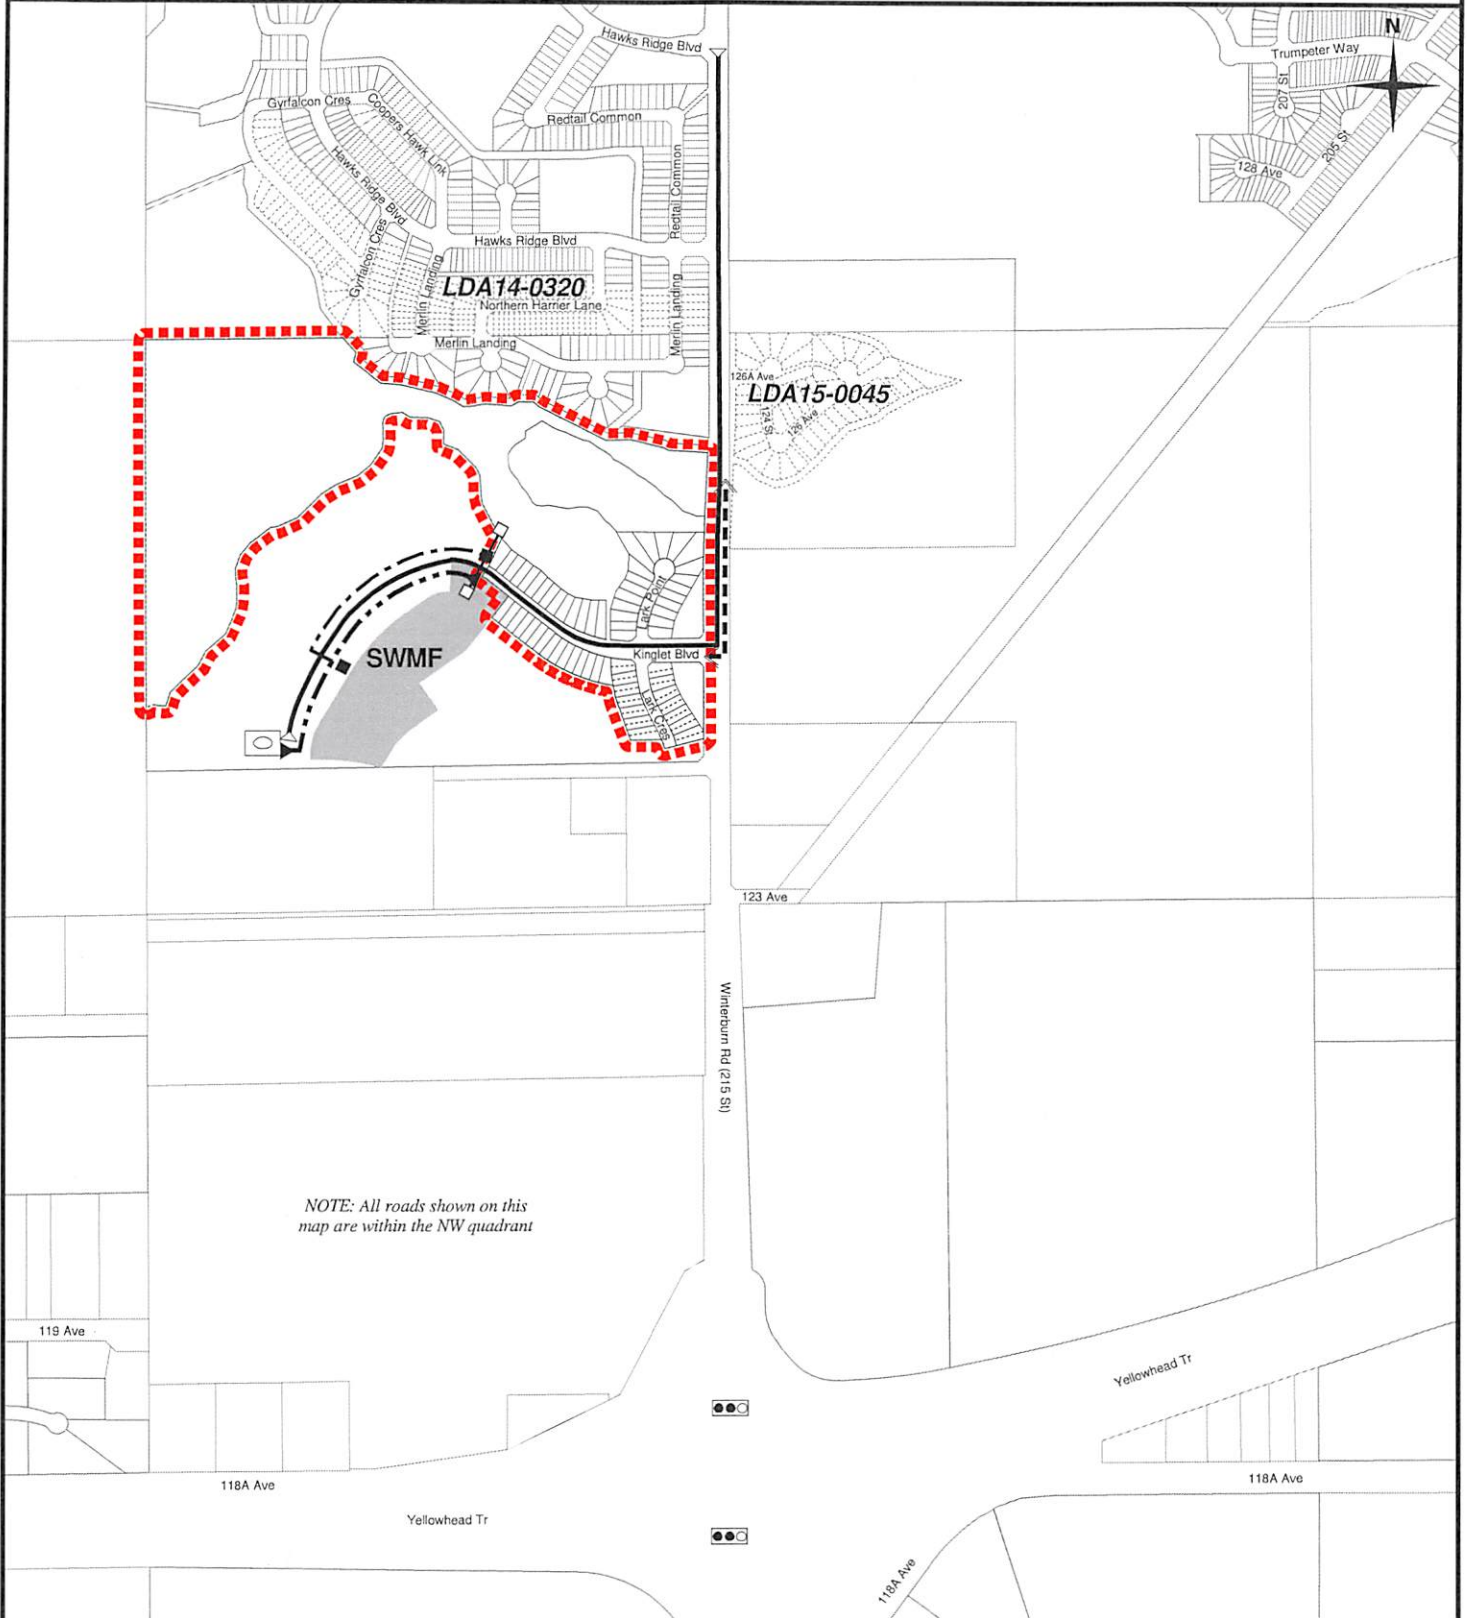 Hawks Ridge Blvd
N
Trumpeter Way
207 St
Gyrfalcon Cres
Coopers Hawk Link
Redtail Common
205 St
Hawks Ridge Blvd
Redtail Common
128 Ave
Gyrfalcon Cres
Hawks Ridge Blvd
Merlin Landing
LDA14-0320
Northern Harrier Lane
Merlin Landing
Merlin Landing
126A Ave
LDA15-0045
124 St
126 Ave
Lark Point
SWMF
Kinglet Blvd
Lark Cres
123 Ave
Winterburn Rd (215 St)
NOTE: All roads shown on this
map are within the NW quadrant
119 Ave
Yellowhead Tr
118A Ave
118A Ave
Yellowhead Tr
118A Ave